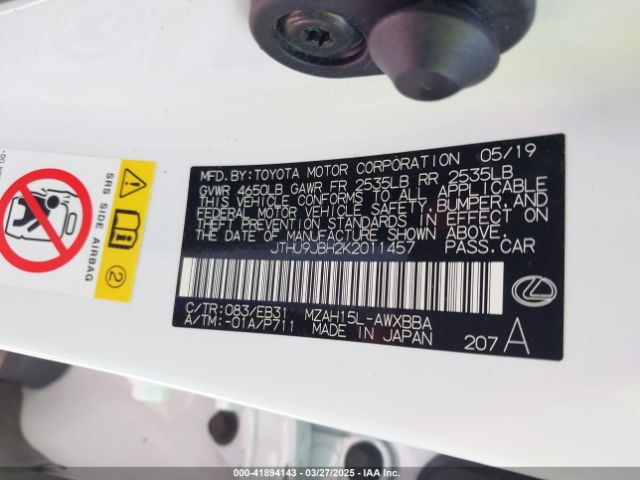 MFD. BY: TOYOTA MOTOR CORPORATION 05/19
GVWR 4650LB GAWR FR 2535LB RR 2535LB
THIS VEHICLE CONFORMS TO ALL APPLICABLE
FEDERAL MOTOR VEHICLE SAFETY, BUMPER, AND
THEFT PREVENTION STANDARDS IN EFFECT ON
THE DATE OF MANUFACTURE SHOWN ABOVE.
JTHU9JBH2K2011457 PASS. CAR
C/TR: 083/EB31 MZAH15L-AWXBBA
A/TM: -01A/P711 MADE IN JAPAN
207 A
SRS SIDE AIRBAG
2
000-41894143 | 03/27/2025 | IAA Inc.